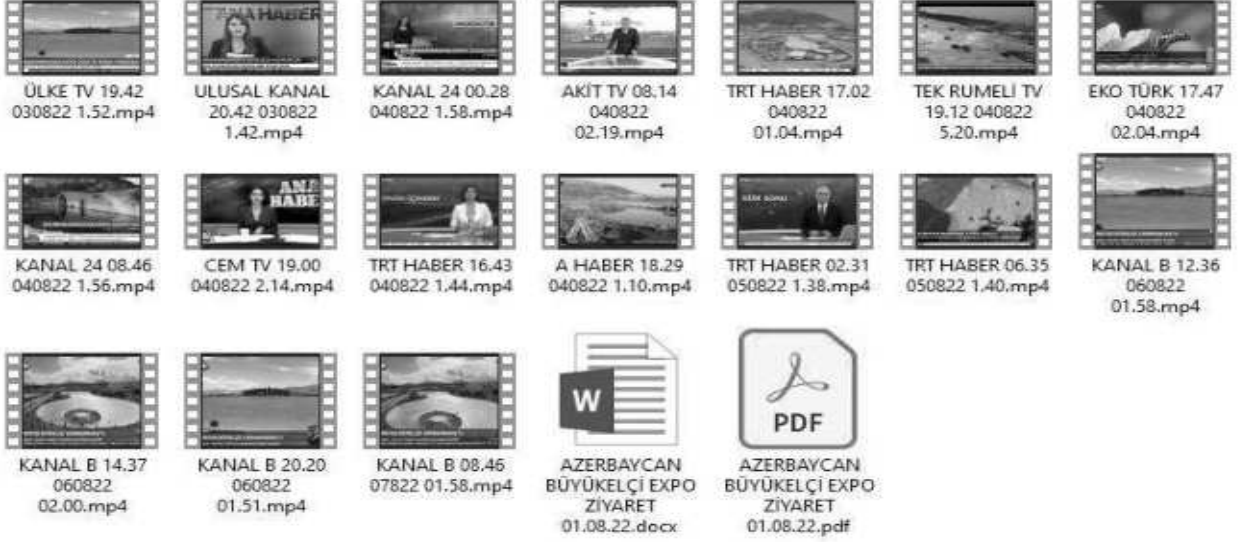 ÜLKE TV 19.42
030822 1.52.mp4
ULUSAL KANAL
20.42 030822
1.42.mp4
KANAL 24 00.28
040822 1.58.mp4
AKİT TV 08.14
040822
02.19.mp4
TRT HABER 17.02
040822
01.04.mp4
TEK RUMELİ TV
19.12 040822
5.20.mp4
EKO TÜRK 17.47
040822
02.04.mp4
KANAL 24 08.46
040822 1.56.mp4
CEM TV 19.00
040822 2.14.mp4
TRT HABER 16.43
040822 1.44.mp4
A HABER 18.29
040822 1.10.mp4
TRT HABER 02.31
050822 1.38.mp4
TRT HABER 06.35
050822 1.40.mp4
KANAL B 12.36
060822
01.58.mp4
KANAL B 14.37
060822
02.00.mp4
KANAL B 20.20
060822
01.51.mp4
KANAL B 08.46
07822 01.58.mp4
W
AZERBAYCAN
BÜYÜKELÇİ EXPO
ZİYARET
01.08.22.docx
PDF
AZERBAYCAN
BÜYÜKELÇİ EXPO
ZİYARET
01.08.22.pdf
ANA HABER
ANA
HABE